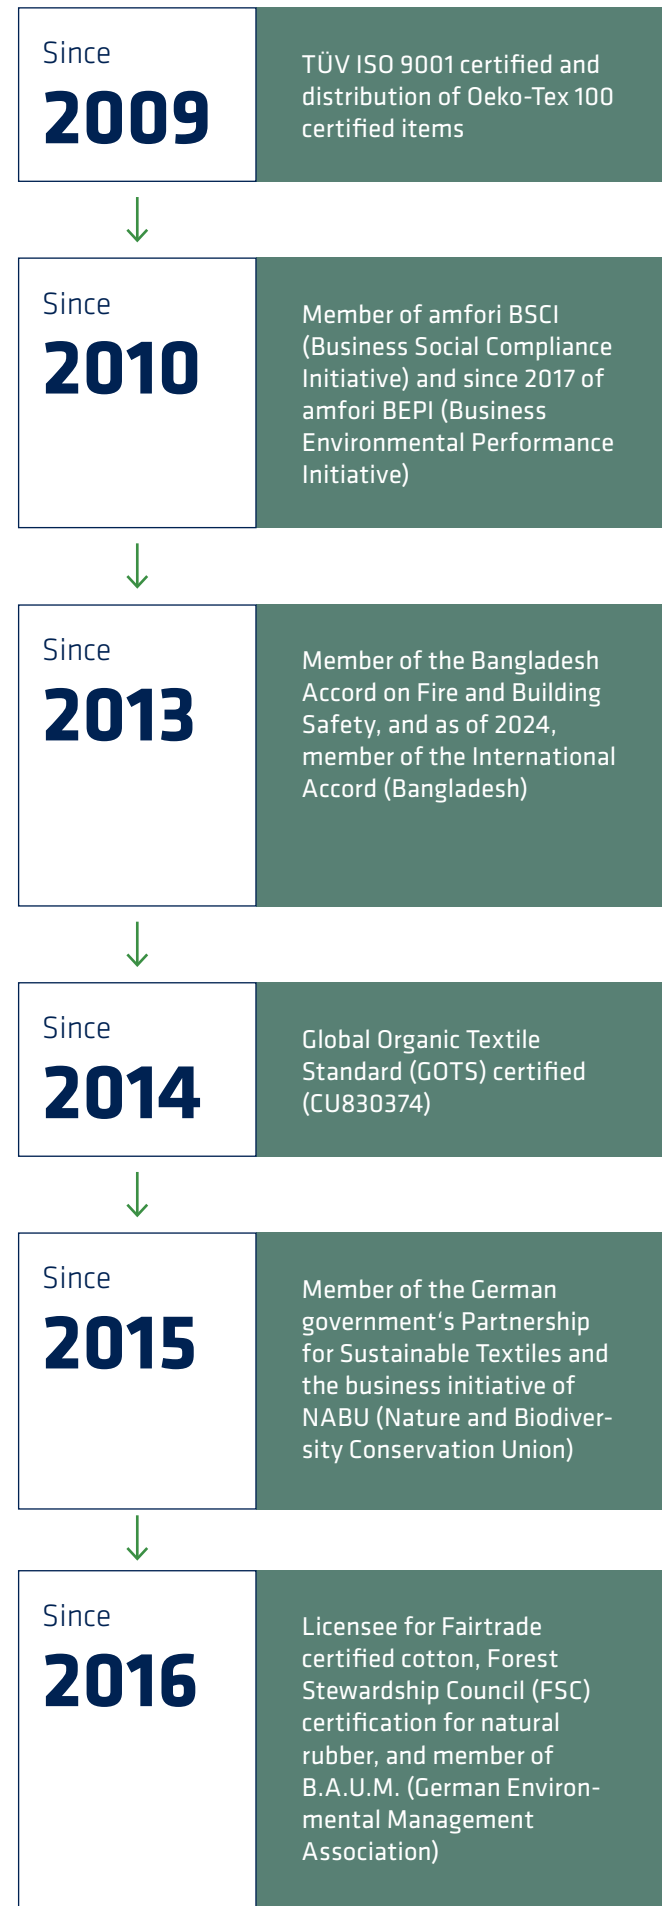 Since
2009
TÜV ISO 9001 certified and
distribution of Oeko-Tex 100
certified items
Since
2010
Member of amfori BSCI
(Business Social Compliance
Initiative) and since 2017 of
amfori BEPI (Business
Environmental Performance
Initiative)
Since
2013
Member of the Bangladesh
Accord on Fire and Building
Safety, and as of 2024,
member of the International
Accord (Bangladesh)
Since
2014
Global Organic Textile
Standard (GOTS) certified
(CU830374)
Since
2015
Member of the German
government‘s Partnership
for Sustainable Textiles and
the business initiative of
NABU (Nature and Biodiver-
sity Conservation Union)
Since
2016
Licensee for Fairtrade
certified cotton, Forest
Stewardship Council (FSC)
certification for natural
rubber, and member of
B.A.U.M. (German Environ-
mental Management
Association)